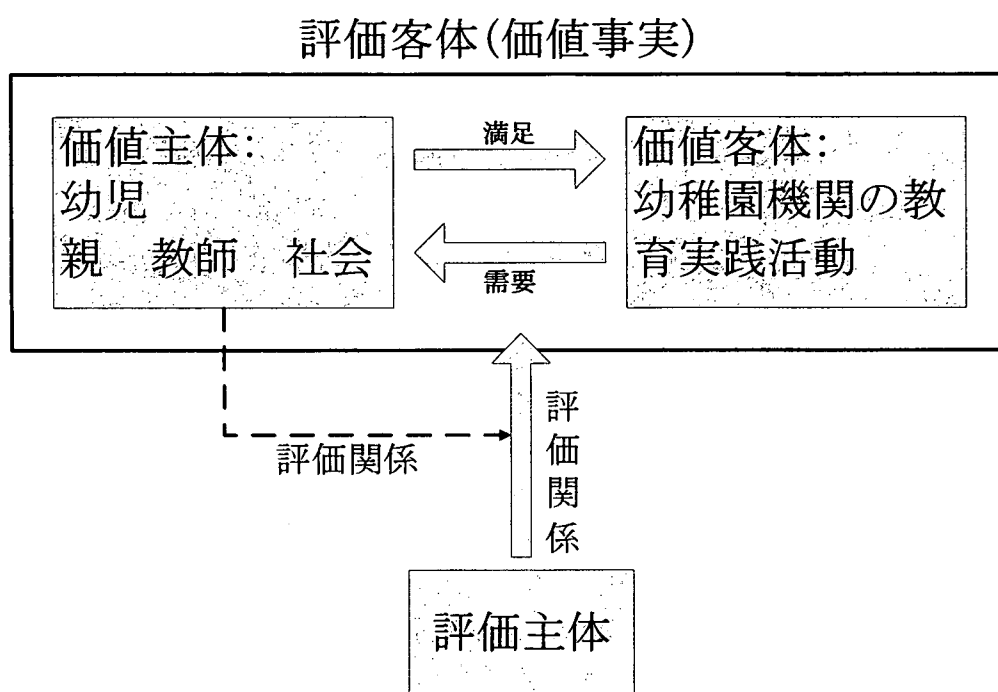 評価客体(価値事実)
価値主体:
幼児
親 教師 社会
満足
需要
価値客体:
幼稚園機関の教
育実践活動
評価関係
評価関係
評価主体